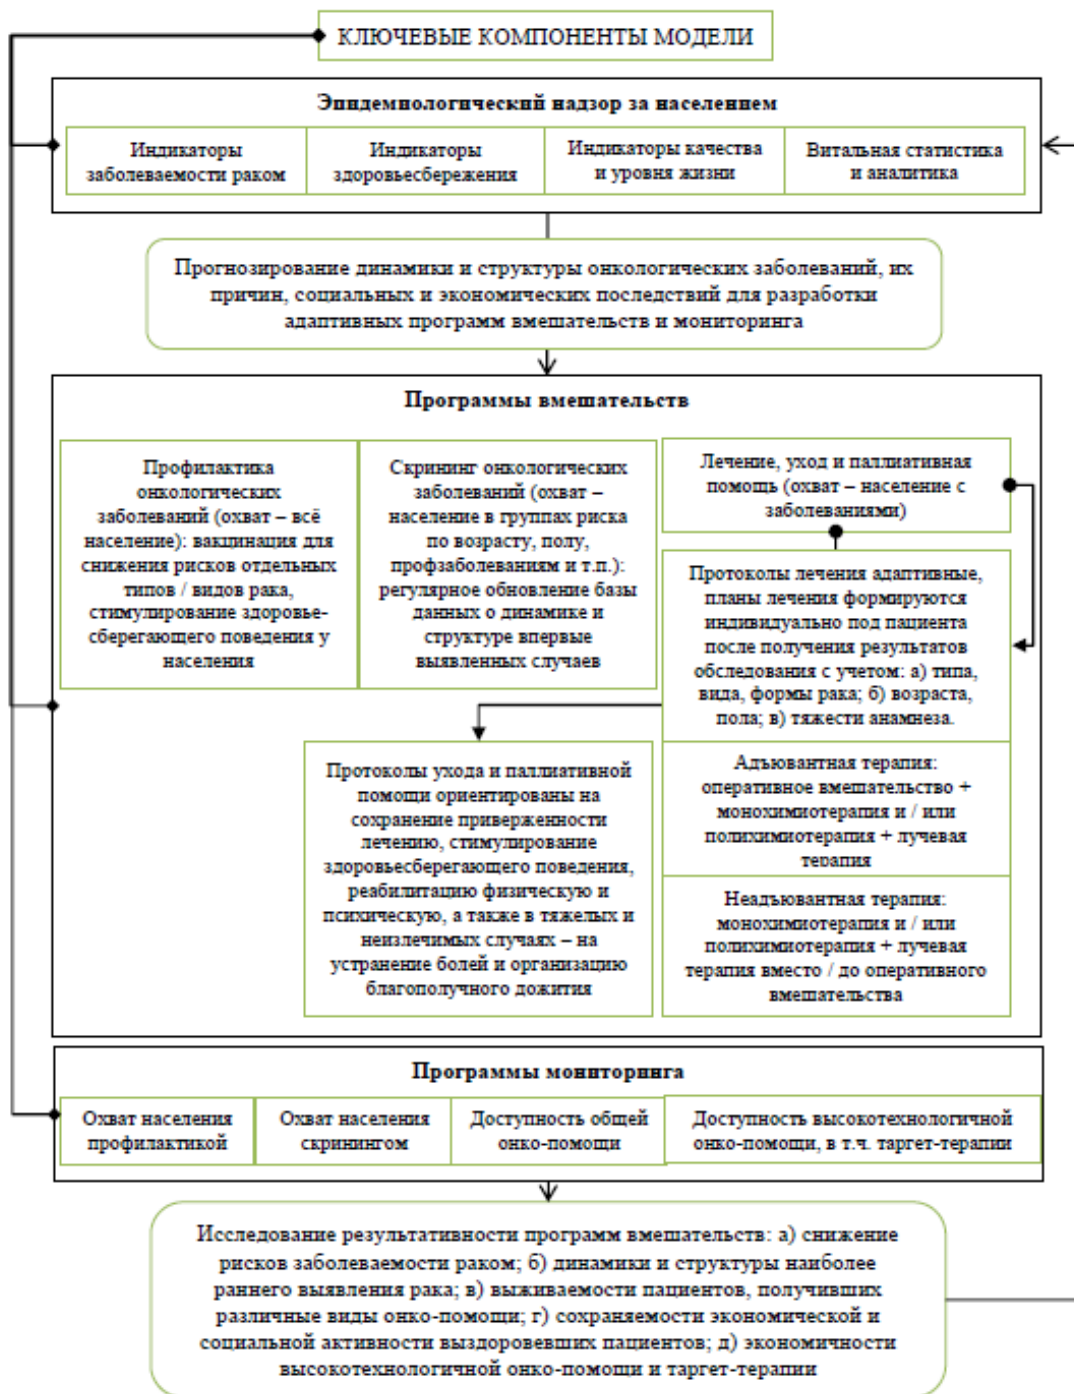 КЛЮЧЕВЫЕ КОМПОНЕНТЫ МОДЕЛИ
Эпидемиологический надзор за населением
Индикаторы
заболеваемости раком
Индикаторы
здоровьесбережения
Индикаторы качества
и уровня жизни
Витальная статистика
и аналитика
Прогнозирование динамики и структуры онкологических заболеваний, их
причин, социальных и экономических последствий для разработки
адаптивных программ вмешательств и мониторинга
Программы вмешательств
Профилактика
онкологических
заболеваний (охват – всё
население): вакцинация для
снижения рисков отдельных
типов / видов рака,
стимулирование здоровье-
сберегающего поведения у
населения
Скрининг онкологических
заболеваний (охват –
население в группах риска
по возрасту, полу,
профзаболеваниям и т.п.):
регулярное обновление базы
данных о динамике и
структуре впервые
выявленных случаев
Лечение, уход и паллиативная
помощь (охват – население с
заболеваниями)
Протоколы лечения адаптивные,
планы лечения формируются
индивидуально под пациента
после получения результатов
обследования с учетом: а) типа,
вида, формы рака; б) возраста,
пола; в) тяжести анамнеза.
Адъювантная терапия:
оперативное вмешательство +
монохимиотерапия и / или
полихимиотерапия + лучевая
терапия
Неадъювантная терапия:
монохимиотерапия и / или
полихимиотерапия + лучевая
терапия вместо / до оперативного
вмешательства
Протоколы ухода и паллиативной
помощи ориентированы на
сохранение приверженности
лечению, стимулирование
здоровьесберегающего поведения,
реабилитацию физическую и
психическую, а также в тяжелых и
неизлечимых случаях – на
устранение болей и организацию
благополучного дожития
Программы мониторинга
Охват населения
профилактикой
Охват населения
скринингом
Доступность общей
онко-помощи
Доступность высокотехнологичной
онко-помощи, в т.ч. таргет-терапии
Исследование результативности программ вмешательств: а) снижение
рисков заболеваемости раком; б) динамики и структуры наиболее
раннего выявления рака; в) выживаемости пациентов, получивших
различные виды онко-помощи; г) сохраняемости экономической и
социальной активности выздоровевших пациентов; д) экономичности
высокотехнологичной онко-помощи и таргет-терапии